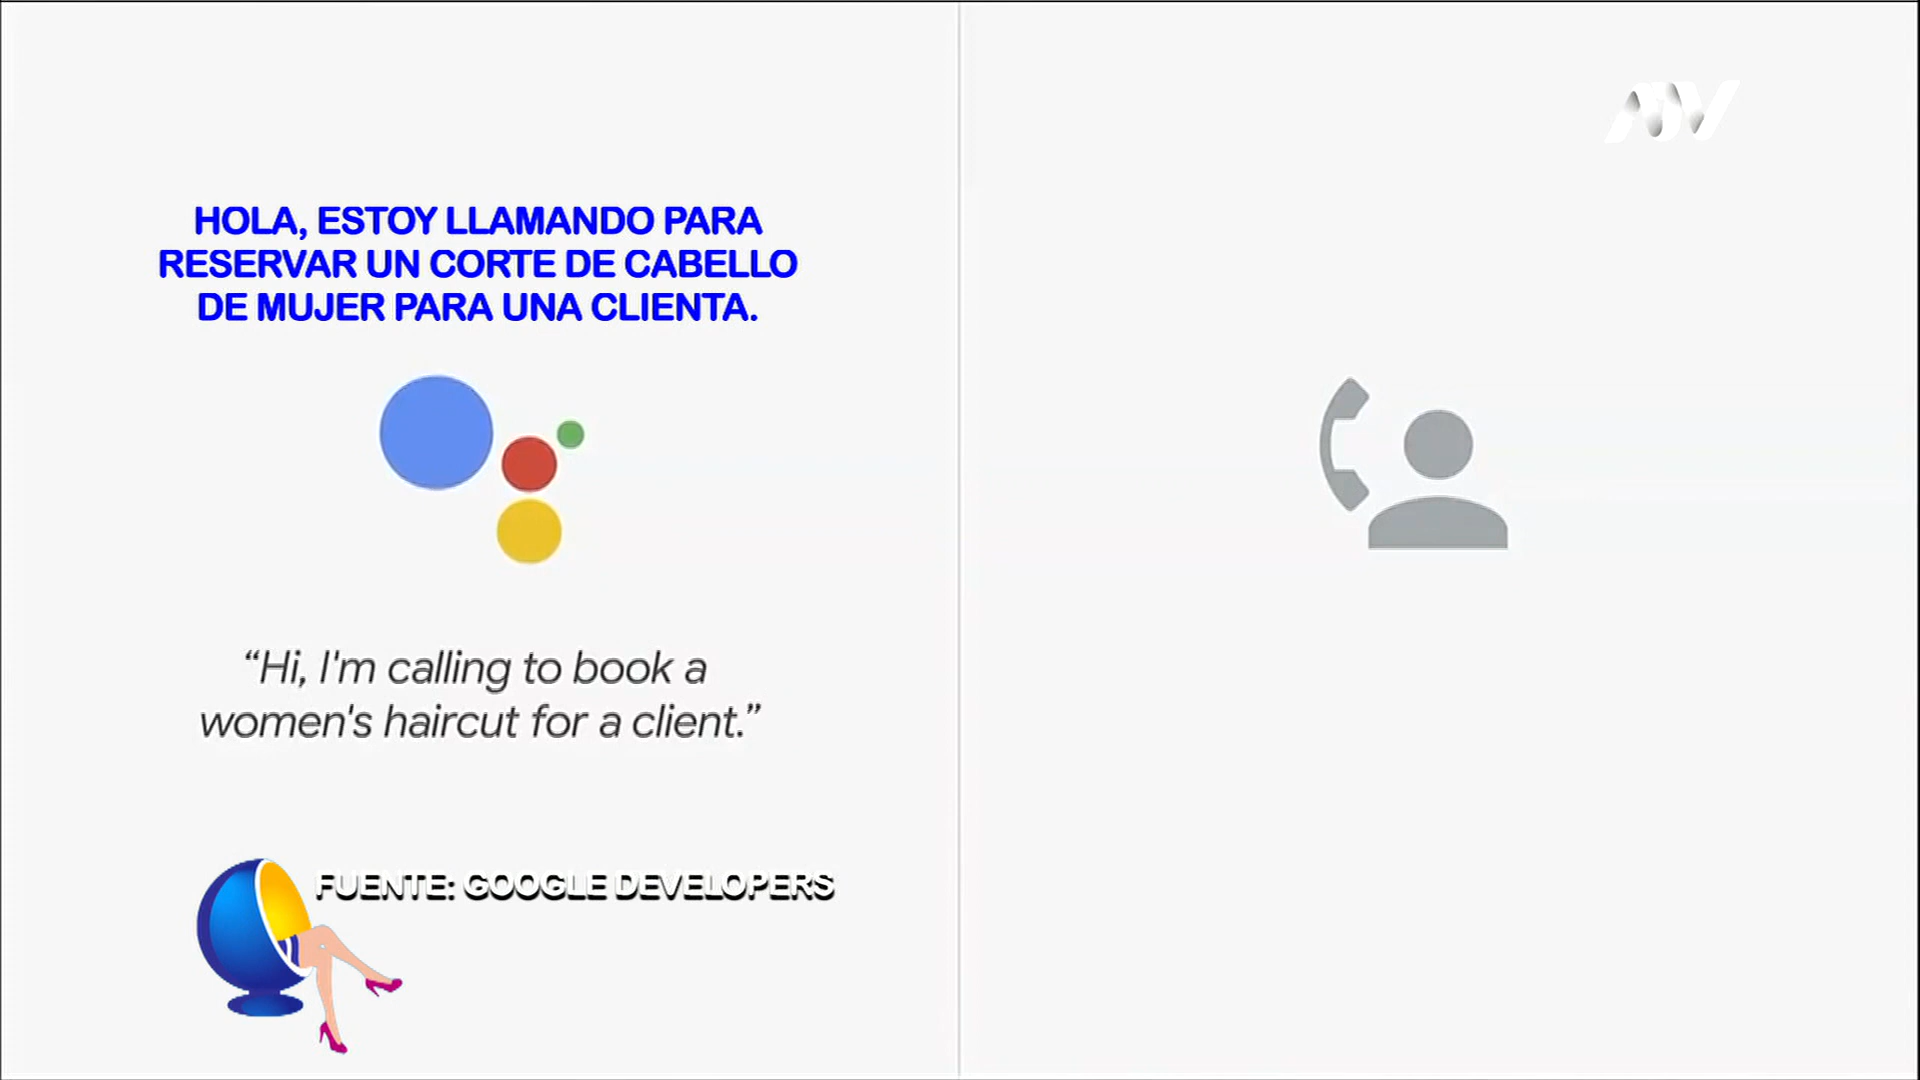 ATV
HOLA, ESTOY LLAMANDO PARA
RESERVAR UN CORTE DE CABELLO
DE MUJER PARA UNA CLIENTA.
“Hi, I'm calling to book a
women's haircut for a client.”
FUENTE: GOOGLE DEVELOPERS